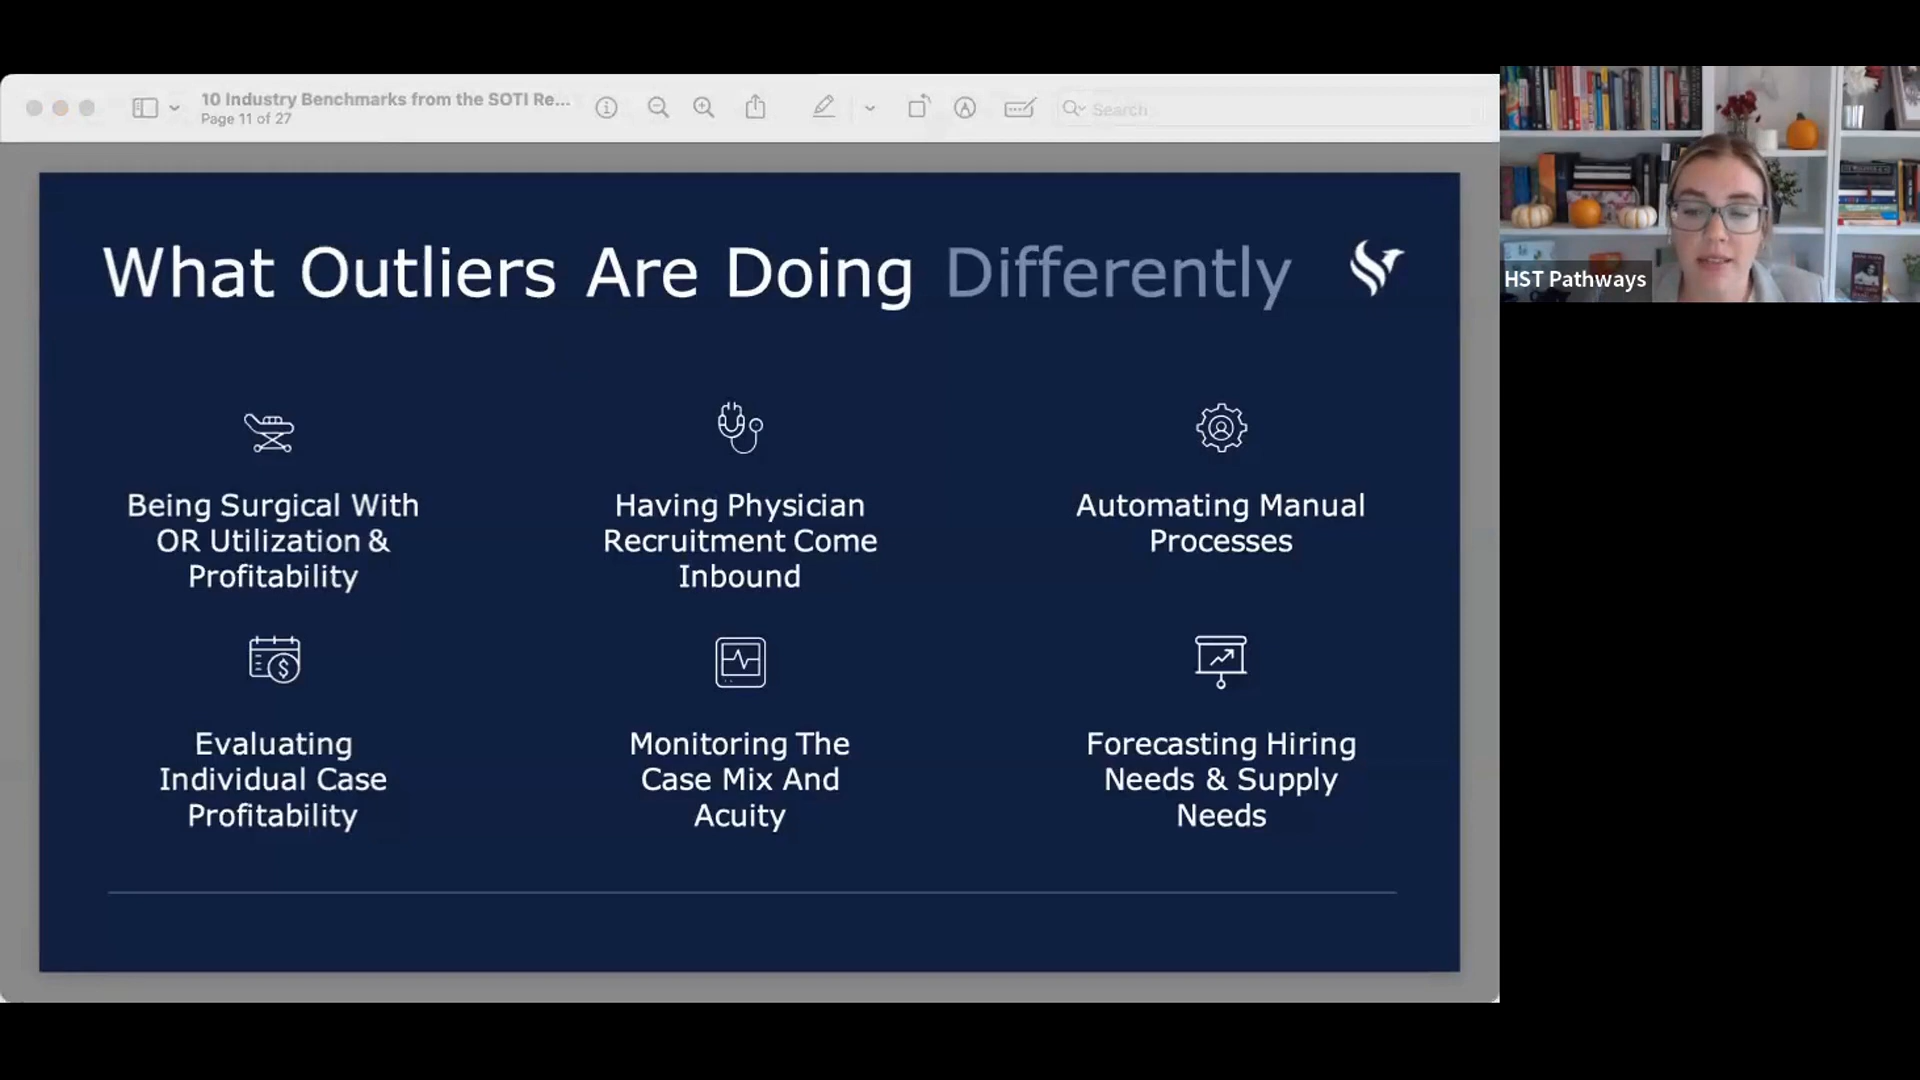 10 Industry Benchmarks from the SOTI Re...
Page 11 of 27
Search
What Outliers Are Doing Differently
Being Surgical With
OR Utilization &
Profitability
Having Physician
Recruitment Come
Inbound
Automating Manual
Processes
Evaluating
Individual Case
Profitability
Monitoring The
Case Mix And
Acuity
Forecasting Hiring
Needs & Supply
Needs
HST Pathways